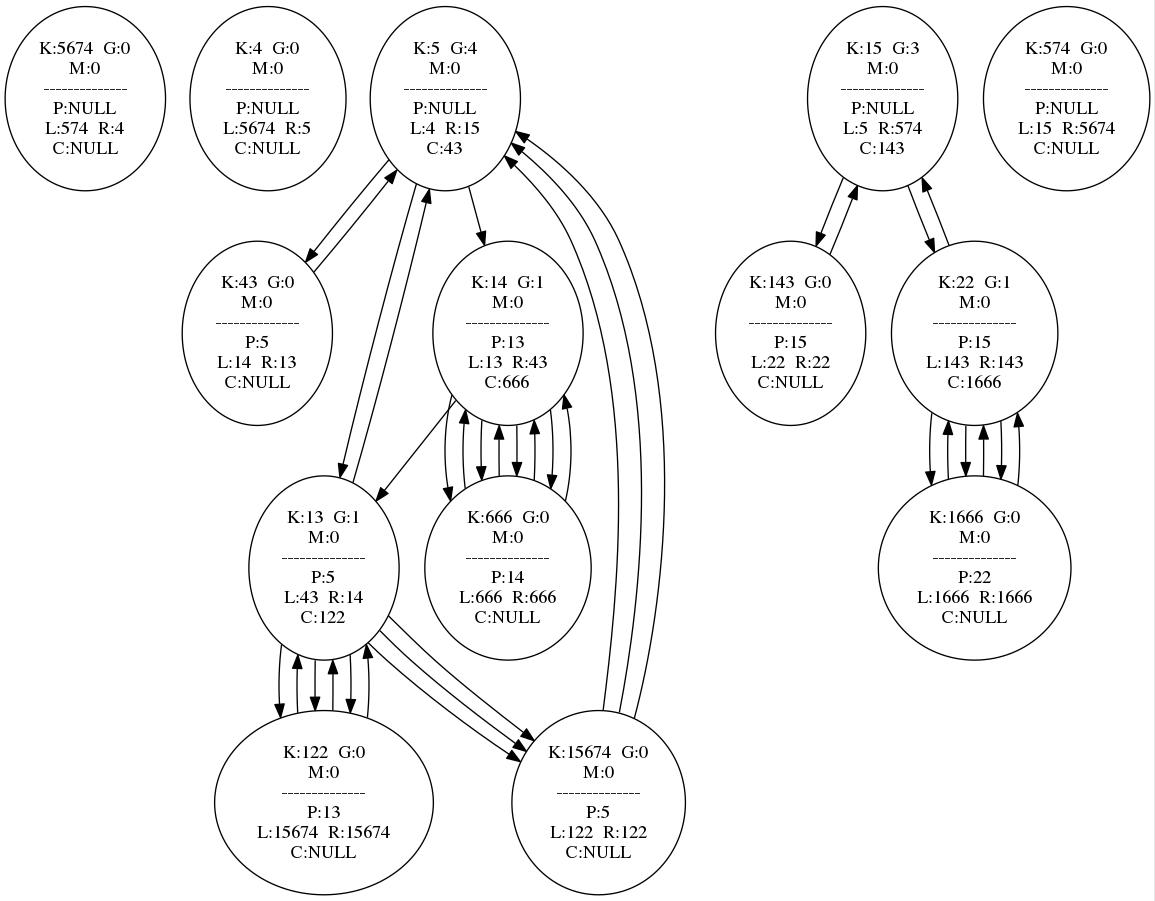 K:5674 G:0
M:0
--------------
P:NULL
L:574 R:4
C:NULL
K:4 G:0
M:0
--------------
P:NULL
L:5674 R:5
C:NULL
K:5 G:4
M:0
--------------
P:NULL
L:4 R:15
C:43
K:15 G:3
M:0
--------------
P:NULL
L:5 R:574
C:143
K:574 G:0
M:0
--------------
P:NULL
L:15 R:5674
C:NULL
K:43 G:0
M:0
--------------
P:5
L:14 R:13
C:NULL
K:14 G:1
M:0
--------------
P:13
L:13 R:43
C:666
K:143 G:0
M:0
--------------
P:15
L:22 R:22
C:NULL
K:22 G:1
M:0
--------------
P:15
L:143 R:143
C:1666
K:13 G:1
M:0
--------------
P:5
L:43 R:14
C:122
K:666 G:0
M:0
--------------
P:14
L:666 R:666
C:NULL
K:1666 G:0
M:0
--------------
P:22
L:1666 R:1666
C:NULL
K:122 G:0
M:0
--------------
P:13
L:15674 R:15674
C:NULL
K:15674 G:0
M:0
--------------
P:5
L:122 R:122
C:NULL